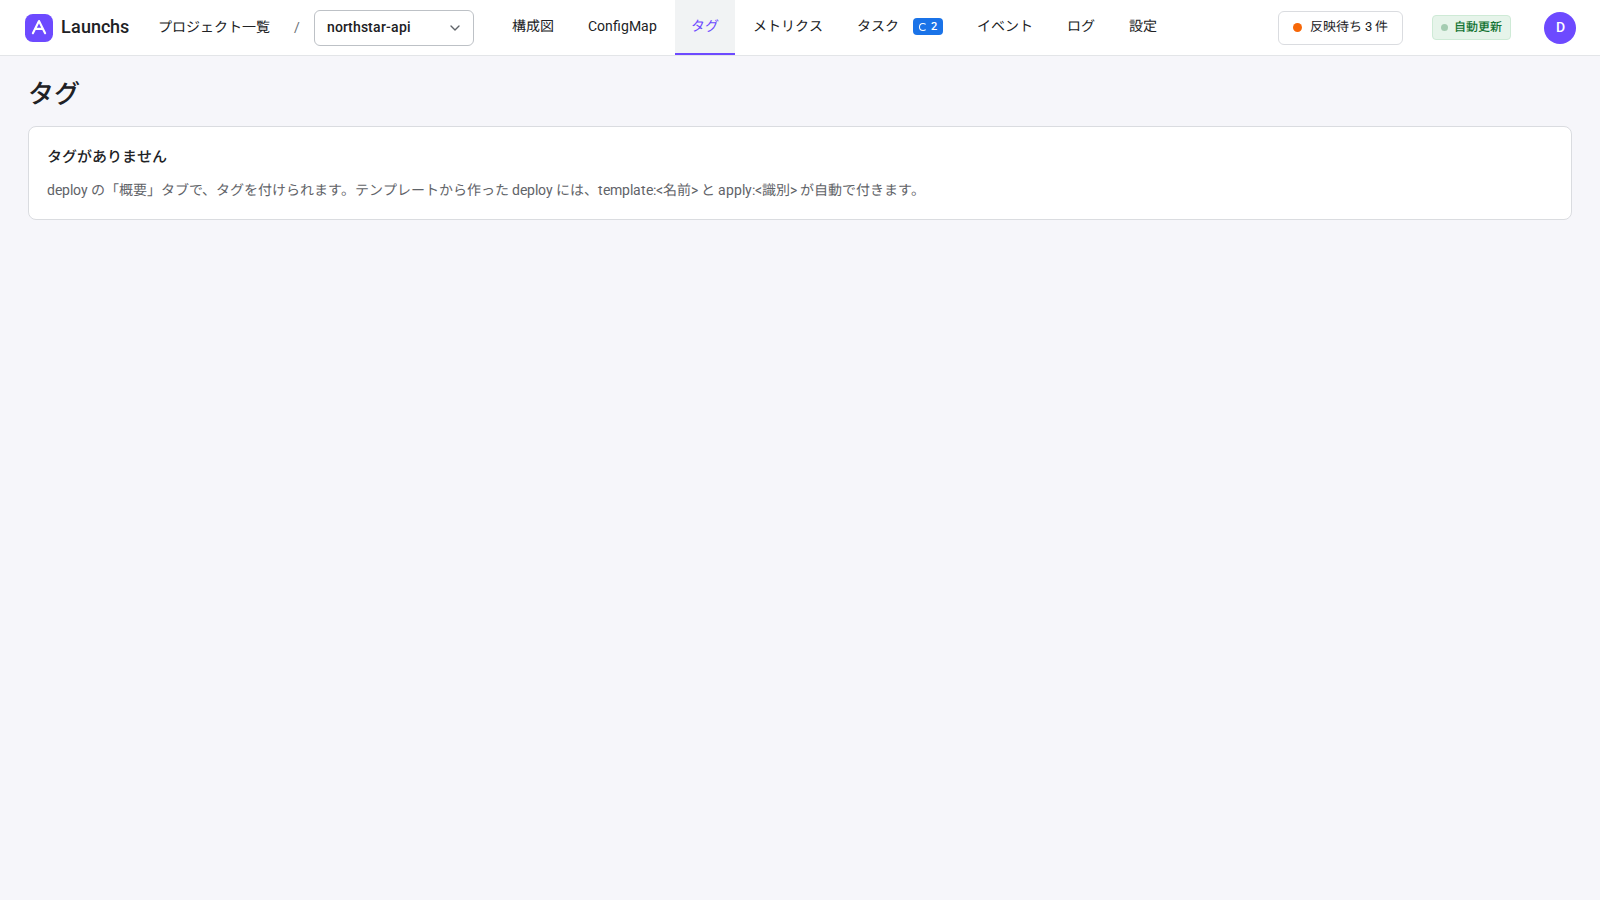 Launchs プロジェクト一覧 / northstar-api 構成図 ConfigMap タグ メトリクス タスク 2 イベント ログ 設定 反映待ち 3 件 自動更新 D
タグ
タグがありません
deploy の「概要」タブで、タグを付けられます。テンプレートから作った deploy には、template:<名前> と apply:<識別> が自動で付きます。